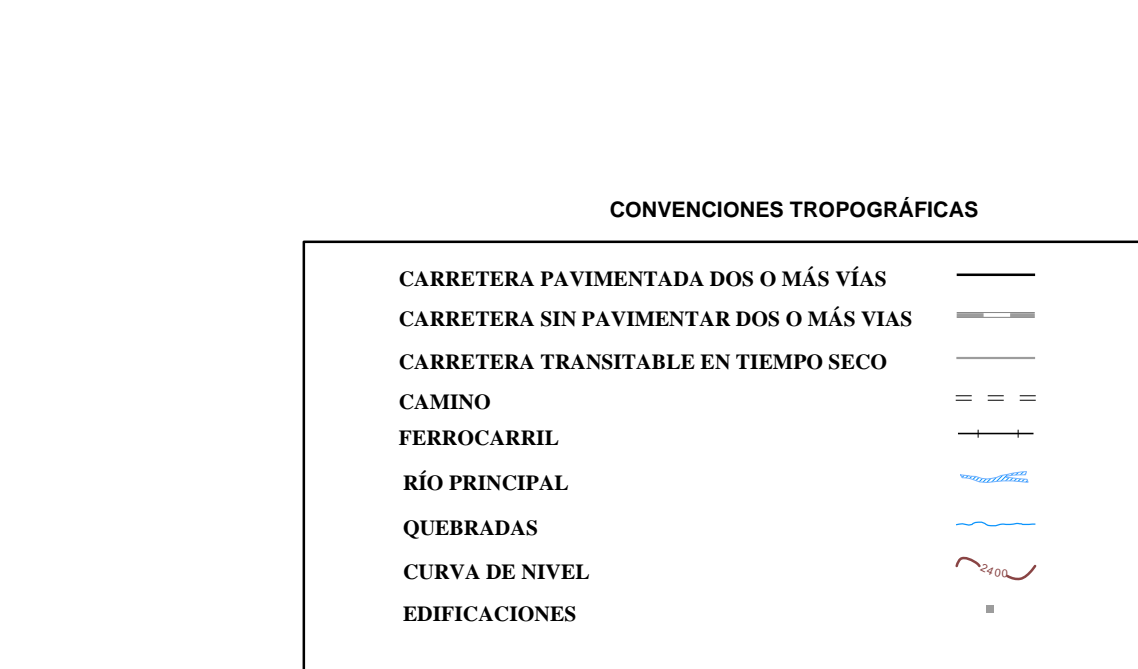 CONVENCIONES TROPOGRÁFICAS
CARRETERA PAVIMENTADA DOS O MÁS VÍAS
CARRETERA SIN PAVIMENTAR DOS O MÁS VIAS
CARRETERA TRANSITABLE EN TIEMPO SECO
CAMINO
FERROCARRIL
RÍO PRINCIPAL
QUEBRADAS
CURVA DE NIVEL
2400
EDIFICACIONES